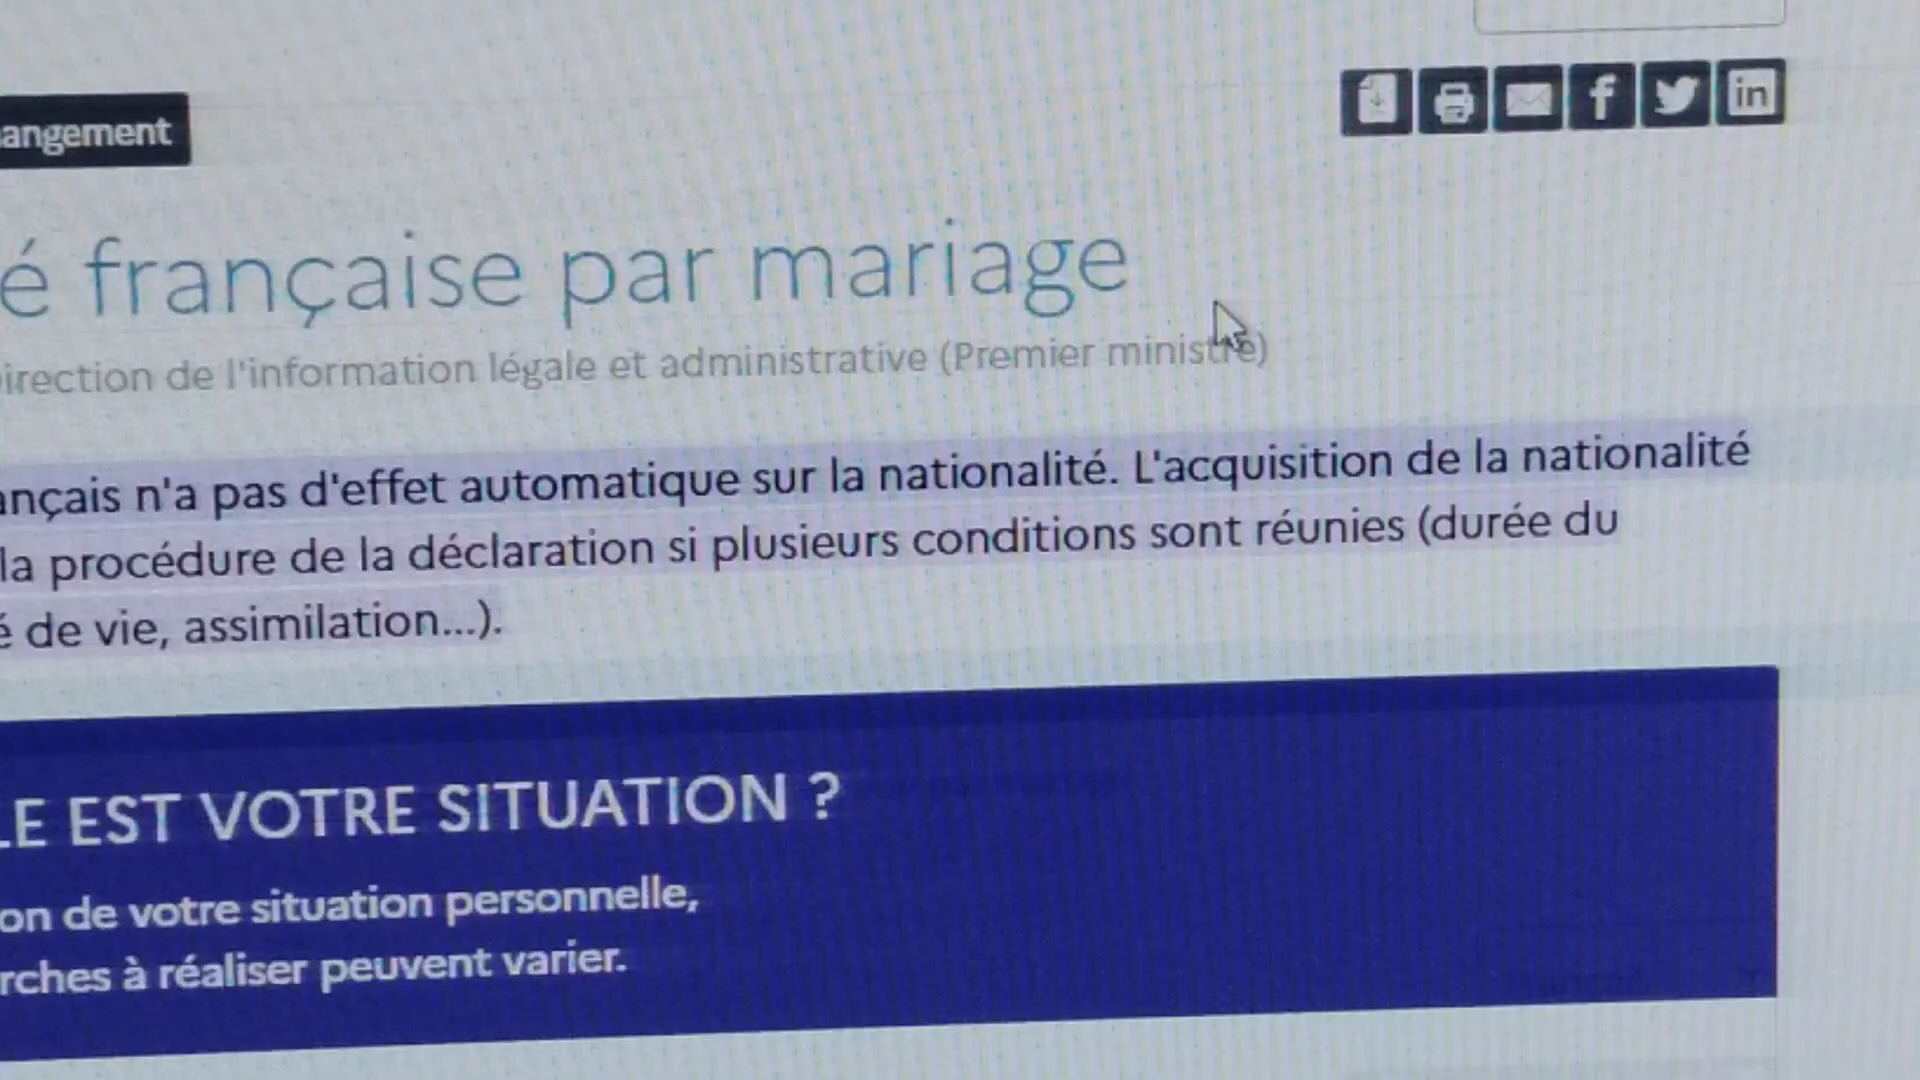 angement
in
é française par mariage
irection de l'information légale et administrative (Premier ministre)
ançais n'a pas d'effet automatique sur la nationalité. L'acquisition de la nationalité
la procédure de la déclaration si plusieurs conditions sont réunies (durée du
é de vie, assimilation...).
LE EST VOTRE SITUATION ?
on de votre situation personnelle,
rches à réaliser peuvent varier.